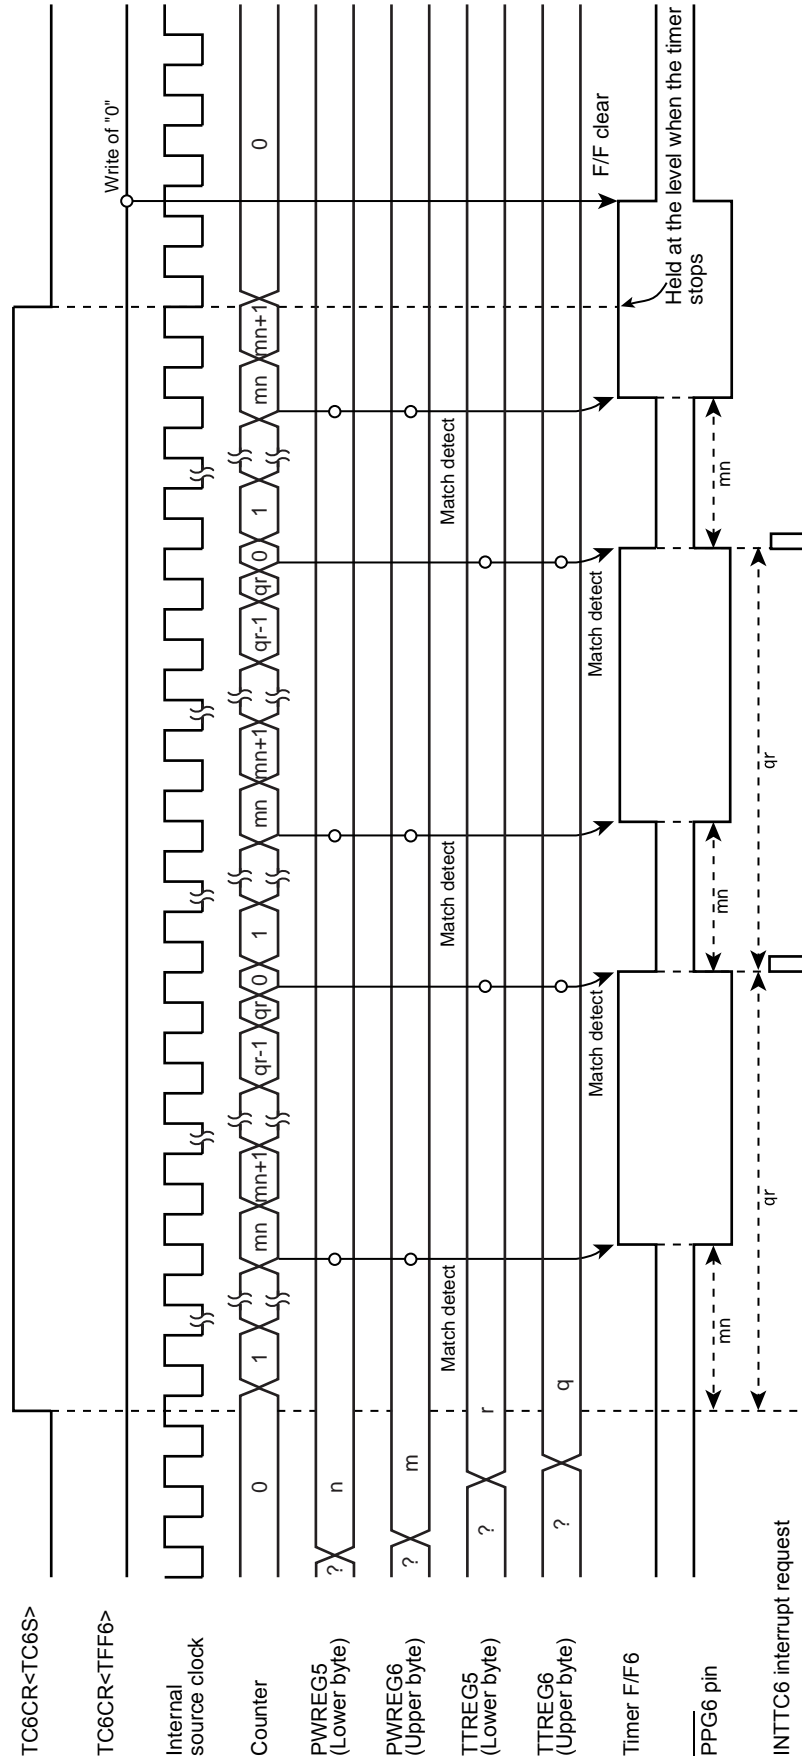 TC6CR<TC6S>
TC6CR<TFF6>
Write of "0"
Internal
source clock
Counter
0
1
mn
mn+1
qr-1
qr
0
1
mn
mn+1
qr-1
qr
0
1
mn
mn+1
0
PWREG5
(Lower byte)
?
n
PWREG6
(Upper byte)
?
m
Match detect
Match detect
Match detect
TTREG5
(Lower byte)
?
r
TTREG6
(Upper byte)
?
q
Match detect
Match detect
F/F clear
Timer F/F6
Held at the level when the timer
stops
PPG6 pin
mn
mn
mn
qr
qr
INTTC6 interrupt request